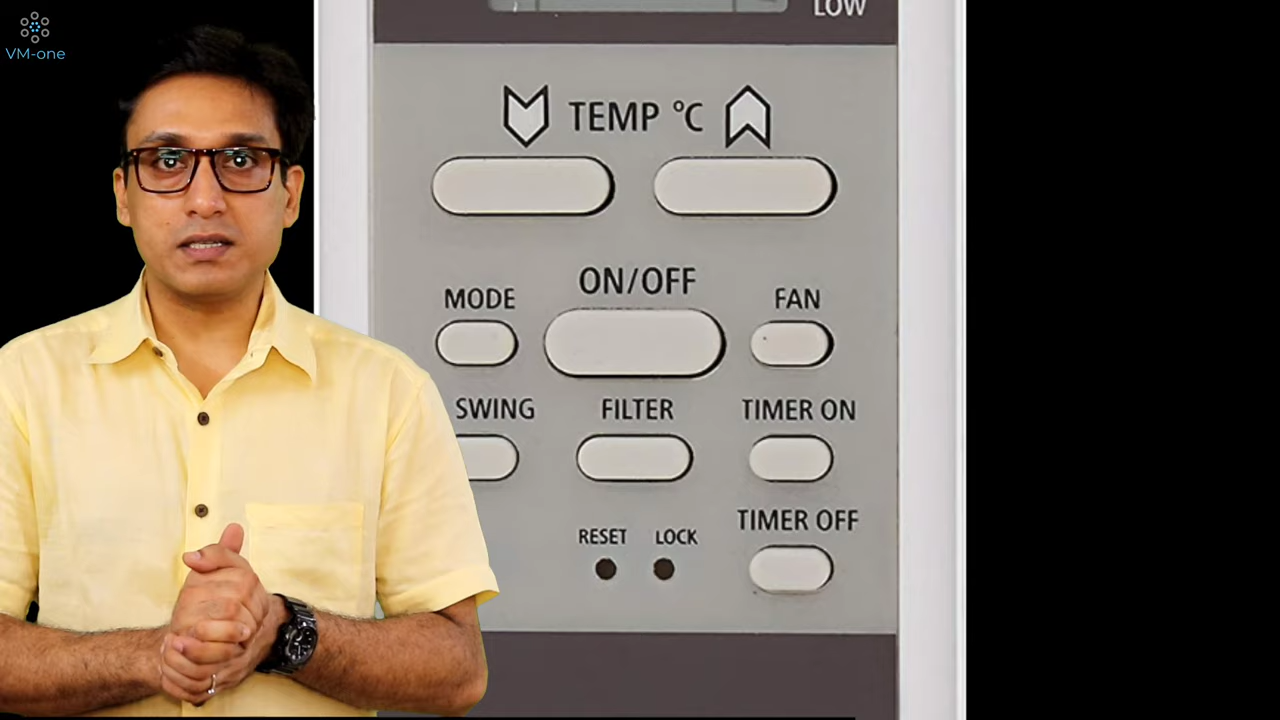 VM-one
LOW
TEMP °C
ON/OFF
MODE
FAN
SWING
FILTER
TIMER ON
TIMER OFF
RESET
LOCK